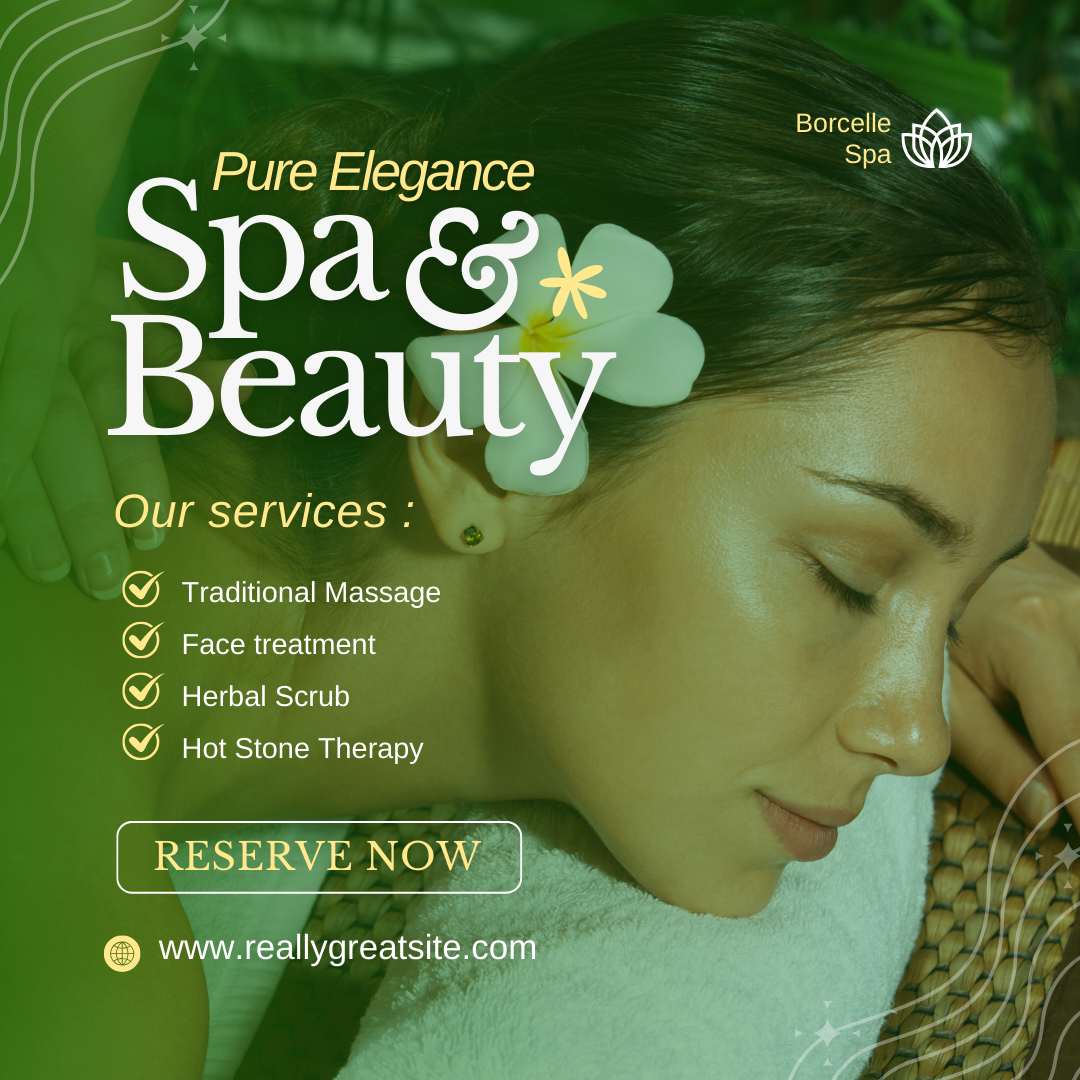 Borcelle
Spa
Pure Elegance
Spa &
Beauty
Our services :
Traditional Massage
Face treatment
Herbal Scrub
Hot Stone Therapy
RESERVE NOW
www.reallygreatsite.com